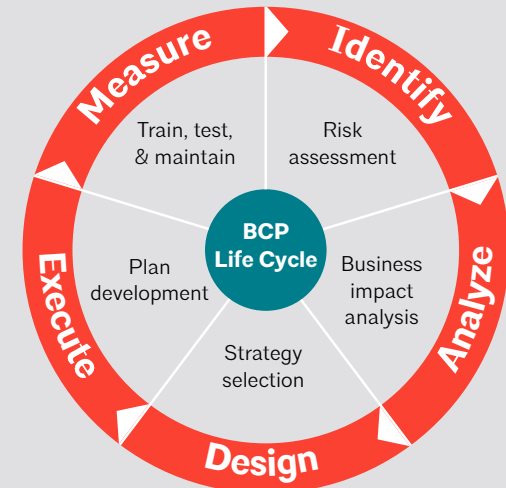 Measure
Identify
Train, test,
& maintain
Risk
assessment
BCP
Life Cycle
Plan
development
Business
impact
analysis
Execute
Analyze
Strategy
selection
Design